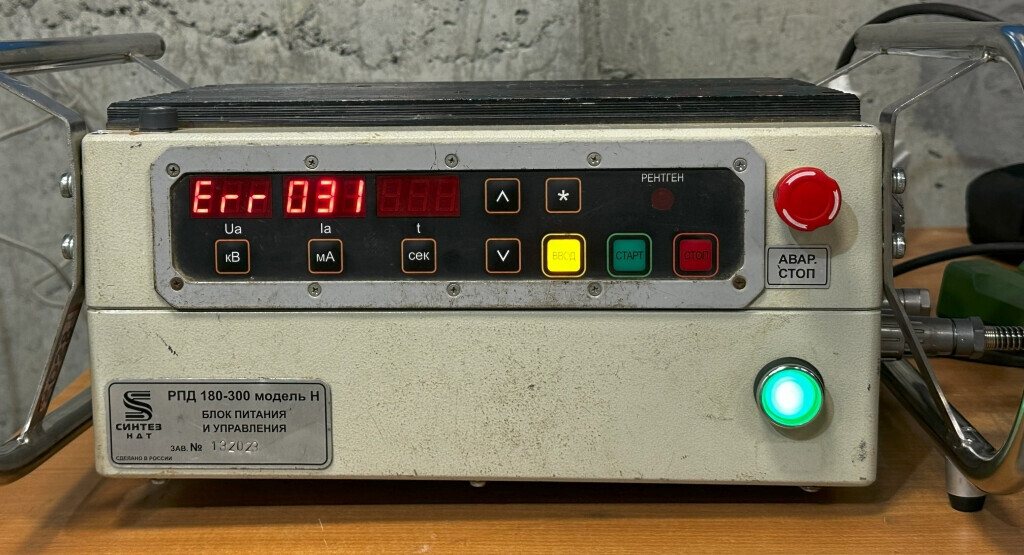 Err 031
РЕНТГЕН
*
Ua Ia t
кВ мА сек
ВВОД СТАРТ СТОП
АВАР.
СТОП
РПД 180-300 модель Н
БЛОК ПИТАНИЯ
И УПРАВЛЕНИЯ
СИНТЕЗ
НДТ
ЗАВ. №
СДЕЛАНО В РОССИИ